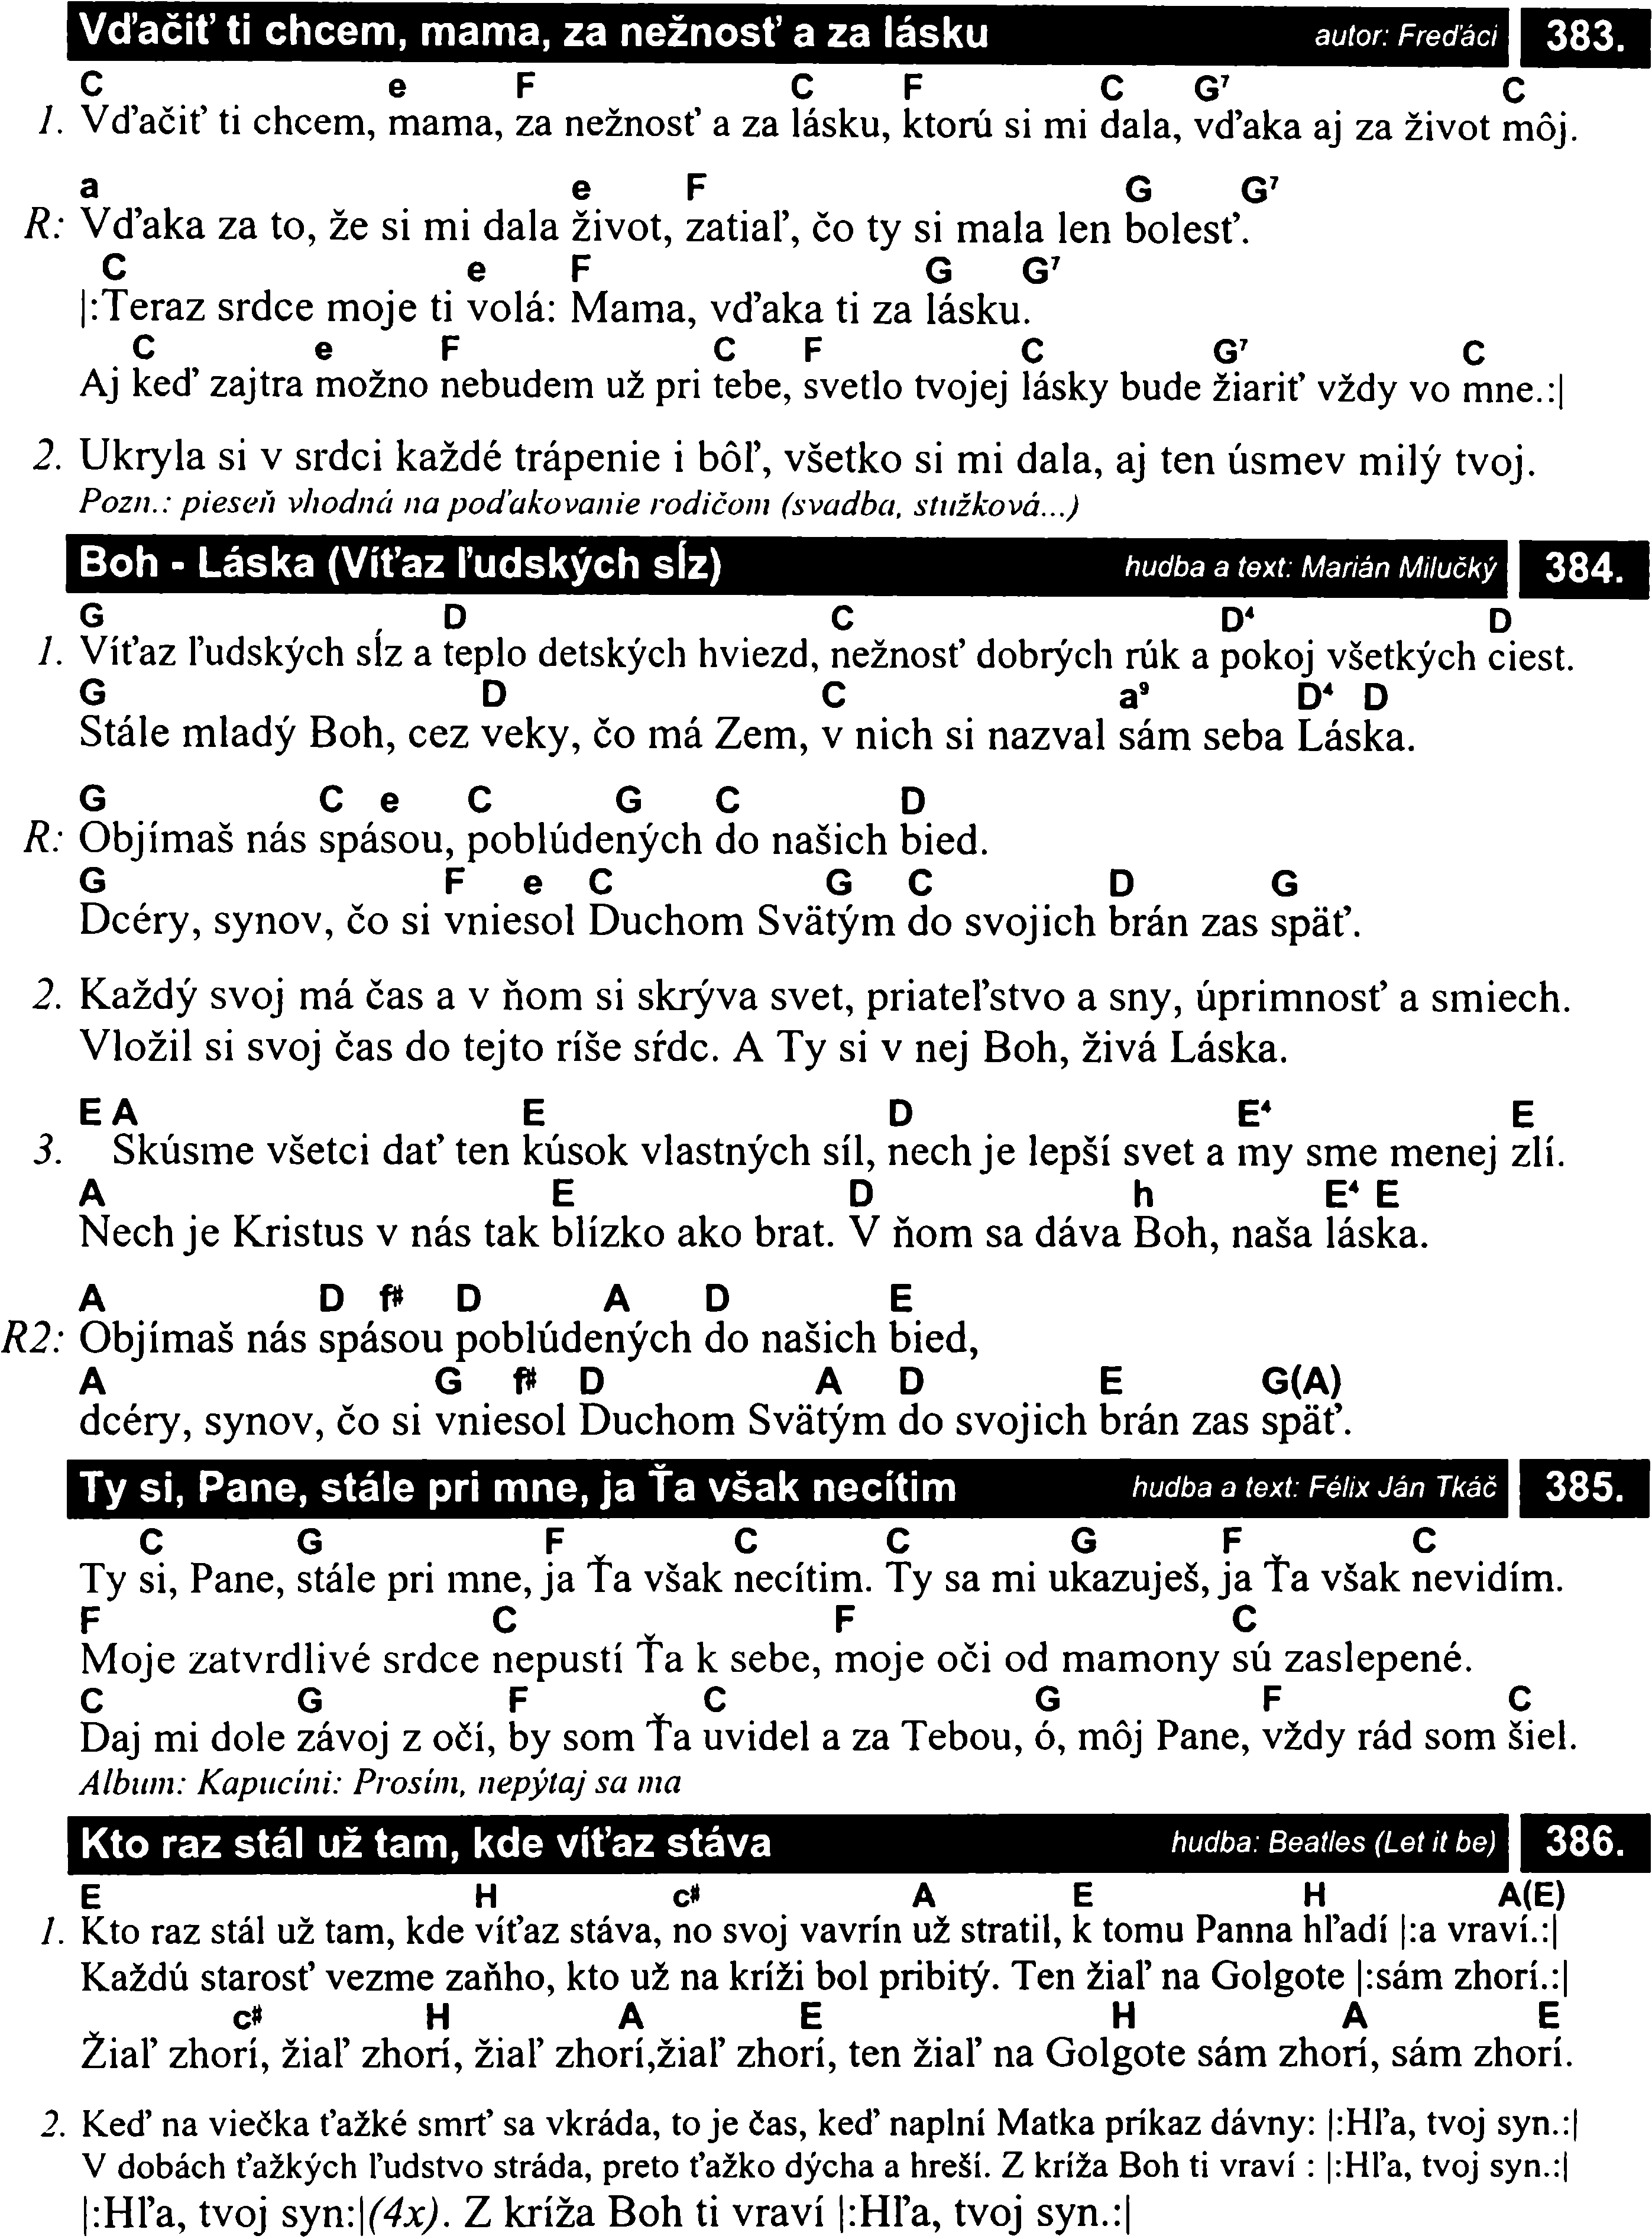 Vďačiť ti chcem, mama, za nežnosť a za lásku autor: Freďáci 383.
C e F C F C G⁷ C
1. Vďačiť ti chcem, mama, za nežnosť a za lásku, ktorú si mi dala, vďaka aj za život môj.
a e F G G⁷
R: Vďaka za to, že si mi dala život, zatiaľ, čo ty si mala len bolesť.
C e F G G⁷
|:Teraz srdce moje ti volá: Mama, vďaka ti za lásku.
C e F C F C G⁷ C
Aj keď zajtra možno nebudem už pri tebe, svetlo tvojej lásky bude žiariť vždy vo mne.:|
2. Ukryla si v srdci každé trápenie i bôľ, všetko si mi dala, aj ten úsmev milý tvoj.
Pozn.: pieseň vhodná na poďakovanie rodičom (svadba, stužková...)
Boh - Láska (Víťaz ľudských sĺz) hudba a text: Marián Milučký 384.
G D C D⁴ D
1. Víťaz ľudských sĺz a teplo detských hviezd, nežnosť dobrých rúk a pokoj všetkých ciest.
G D C a⁹ D⁴ D
Stále mladý Boh, cez veky, čo má Zem, v nich si nazval sám seba Láska.
G C e C G C D
R: Objímaš nás spásou, poblúdených do našich bied.
G F e C G C D G
Dcéry, synov, čo si vniesol Duchom Svätým do svojich brán zas späť.
2. Každý svoj má čas a v ňom si skrýva svet, priateľstvo a sny, úprimnosť a smiech.
Vložil si svoj čas do tejto ríše sŕdc. A Ty si v nej Boh, živá Láska.
E A E D E⁴ E
3. Skúsme všetci dať ten kúsok vlastných síl, nech je lepší svet a my sme menej zlí.
A E D h E⁴ E
Nech je Kristus v nás tak blízko ako brat. V ňom sa dáva Boh, naša láska.
A D f# D A D E
R2: Objímaš nás spásou poblúdených do našich bied,
A G f# D A D E G(A)
dcéry, synov, čo si vniesol Duchom Svätým do svojich brán zas späť.
Ty si, Pane, stále pri mne, ja Ťa však necítim hudba a text: Félix Ján Tkáč 385.
C G F C C G F C
Ty si, Pane, stále pri mne, ja Ťa však necítim. Ty sa mi ukazuješ, ja Ťa však nevidím.
F C F C
Moje zatvrdlivé srdce nepustí Ťa k sebe, moje oči od mamony sú zaslepené.
C G F C G F C
Daj mi dole závoj z očí, by som Ťa uvidel a za Tebou, ó, môj Pane, vždy rád som šiel.
Album: Kapucíni: Prosím, nepýtaj sa ma
Kto raz stál už tam, kde víťaz stáva hudba: Beatles (Let it be) 386.
E H c# A E H A(E)
1. Kto raz stál už tam, kde víťaz stáva, no svoj vavrín už stratil, k tomu Panna hľadí |:a vraví.:|
Každú starosť vezme zaňho, kto už na kríži bol pribitý. Ten žiaľ na Golgote |:sám zhorí.:|
c# H A E H A E
Žiaľ zhorí, žiaľ zhorí, žiaľ zhorí,žiaľ zhorí, ten žiaľ na Golgote sám zhorí, sám zhorí.
2. Keď na viečka ťažké smrť sa vkráda, to je čas, keď naplní Matka príkaz dávny: |:Hľa, tvoj syn.:|
V dobách ťažkých ľudstvo stráda, preto ťažko dýcha a hreší. Z kríža Boh ti vraví : |:Hľa, tvoj syn.:|
|:Hľa, tvoj syn:|(4x). Z kríža Boh ti vraví |:Hľa, tvoj syn.:|